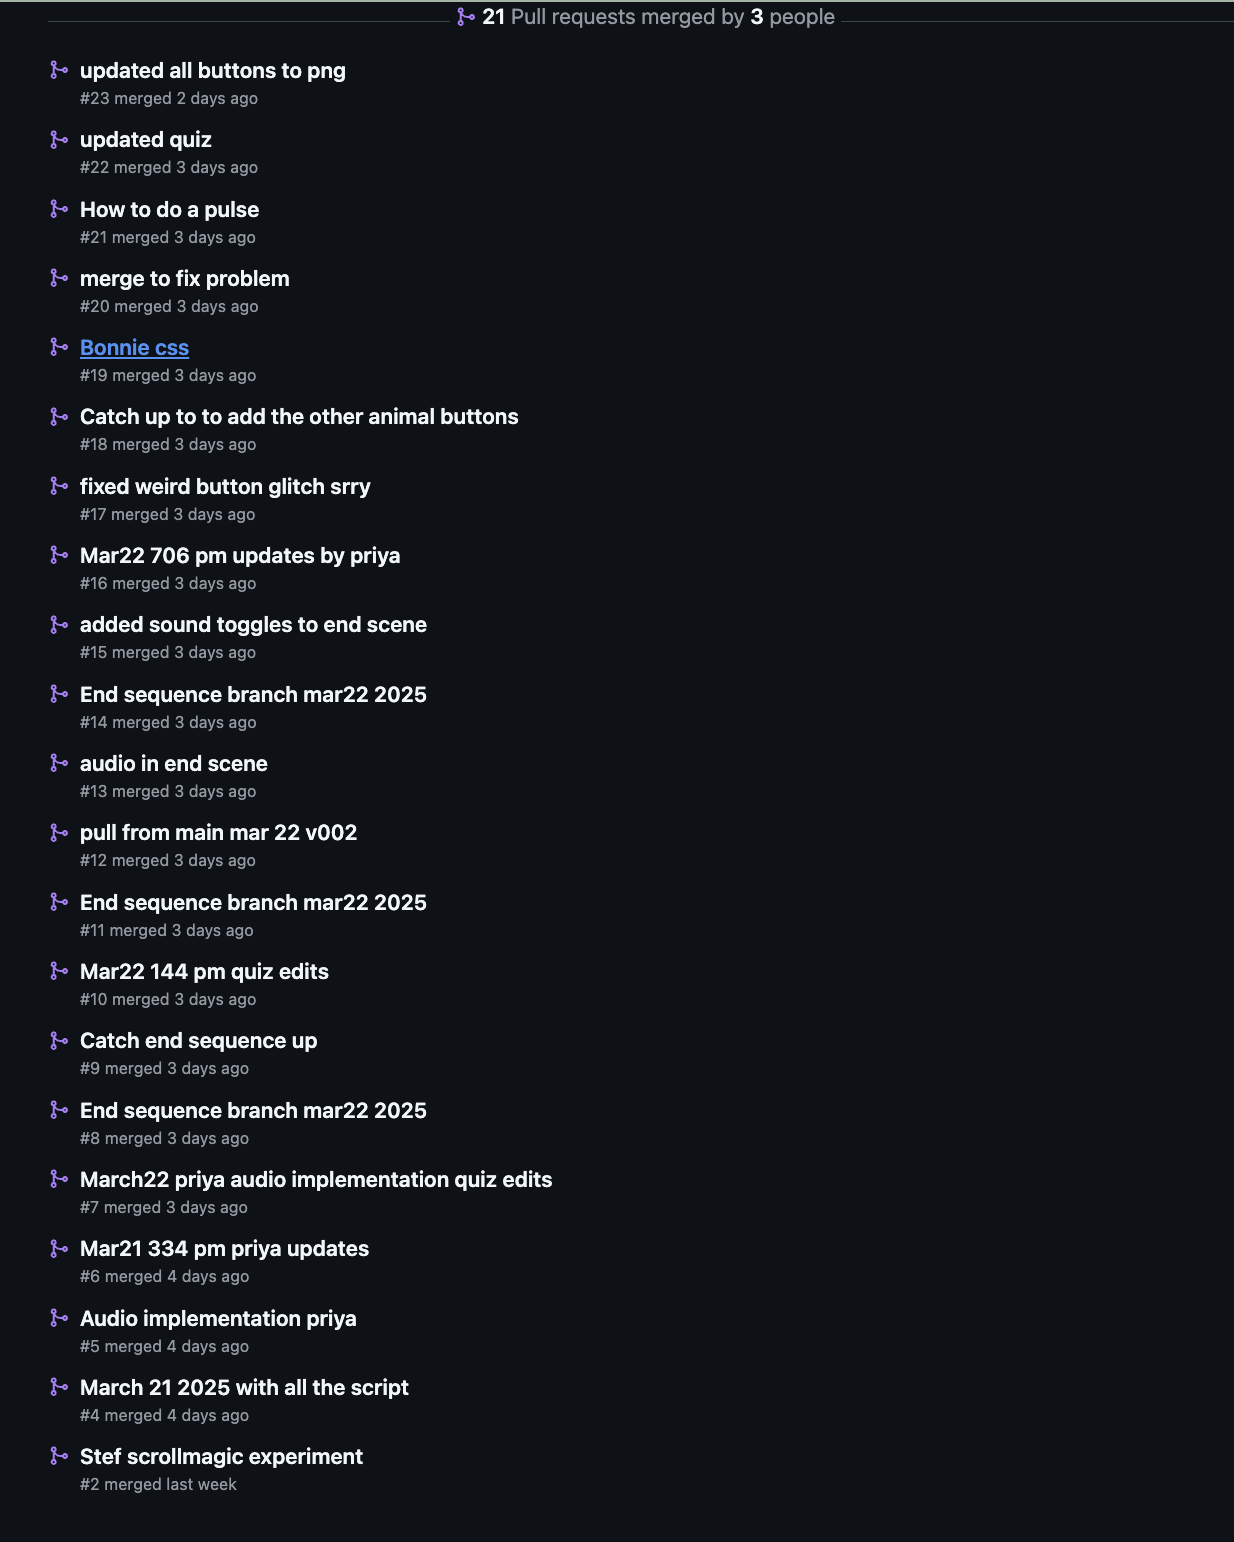 21 Pull requests merged by 3 people
updated all buttons to png
#23 merged 2 days ago
updated quiz
#22 merged 3 days ago
How to do a pulse
#21 merged 3 days ago
merge to fix problem
#20 merged 3 days ago
Bonnie css
#19 merged 3 days ago
Catch up to to add the other animal buttons
#18 merged 3 days ago
fixed weird button glitch srry
#17 merged 3 days ago
Mar22 706 pm updates by priya
#16 merged 3 days ago
added sound toggles to end scene
#15 merged 3 days ago
End sequence branch mar22 2025
#14 merged 3 days ago
audio in end scene
#13 merged 3 days ago
pull from main mar 22 v002
#12 merged 3 days ago
End sequence branch mar22 2025
#11 merged 3 days ago
Mar22 144 pm quiz edits
#10 merged 3 days ago
Catch end sequence up
#9 merged 3 days ago
End sequence branch mar22 2025
#8 merged 3 days ago
March22 priya audio implementation quiz edits
#7 merged 3 days ago
Mar21 334 pm priya updates
#6 merged 4 days ago
Audio implementation priya
#5 merged 4 days ago
March 21 2025 with all the script
#4 merged 4 days ago
Stef scrollmagic experiment
#2 merged last week